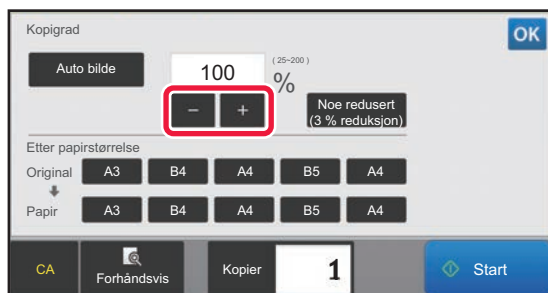 Kopigrad
OK
Auto bilde
100
( 25~200 )
%
− +
Noe redusert
(3 % reduksjon)
Etter papirstørrelse
Original A3 B4 A4 B5 A4
Papir A3 B4 A4 B5 A4
CA
Forhåndsvis
Kopier
1
Start